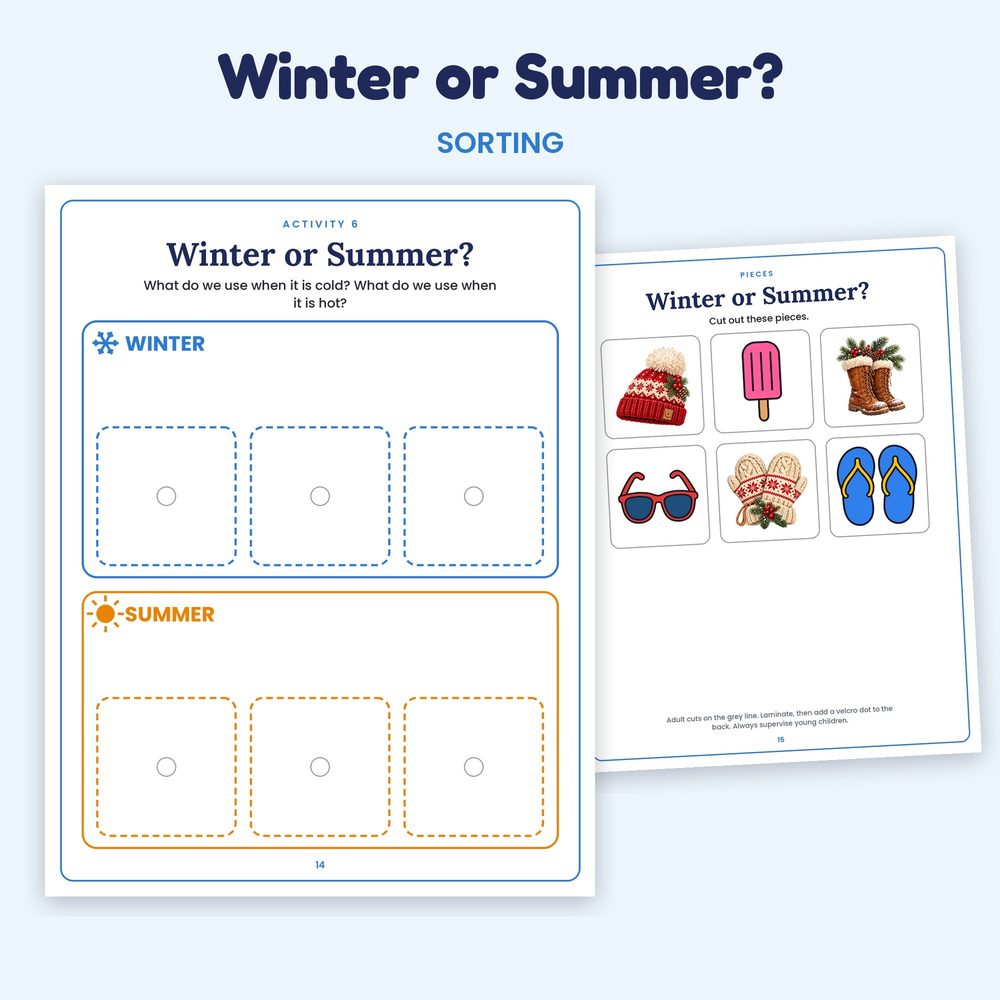 Winter or Summer?
SORTING
ACTIVITY 6
Winter or Summer?
What do we use when it is cold? What do we use when
it is hot?
WINTER
SUMMER
14
PIECES
Winter or Summer?
Cut out these pieces.
Adult cuts on the grey line. Laminate, then add a velcro dot to the
back. Always supervise young children.
15